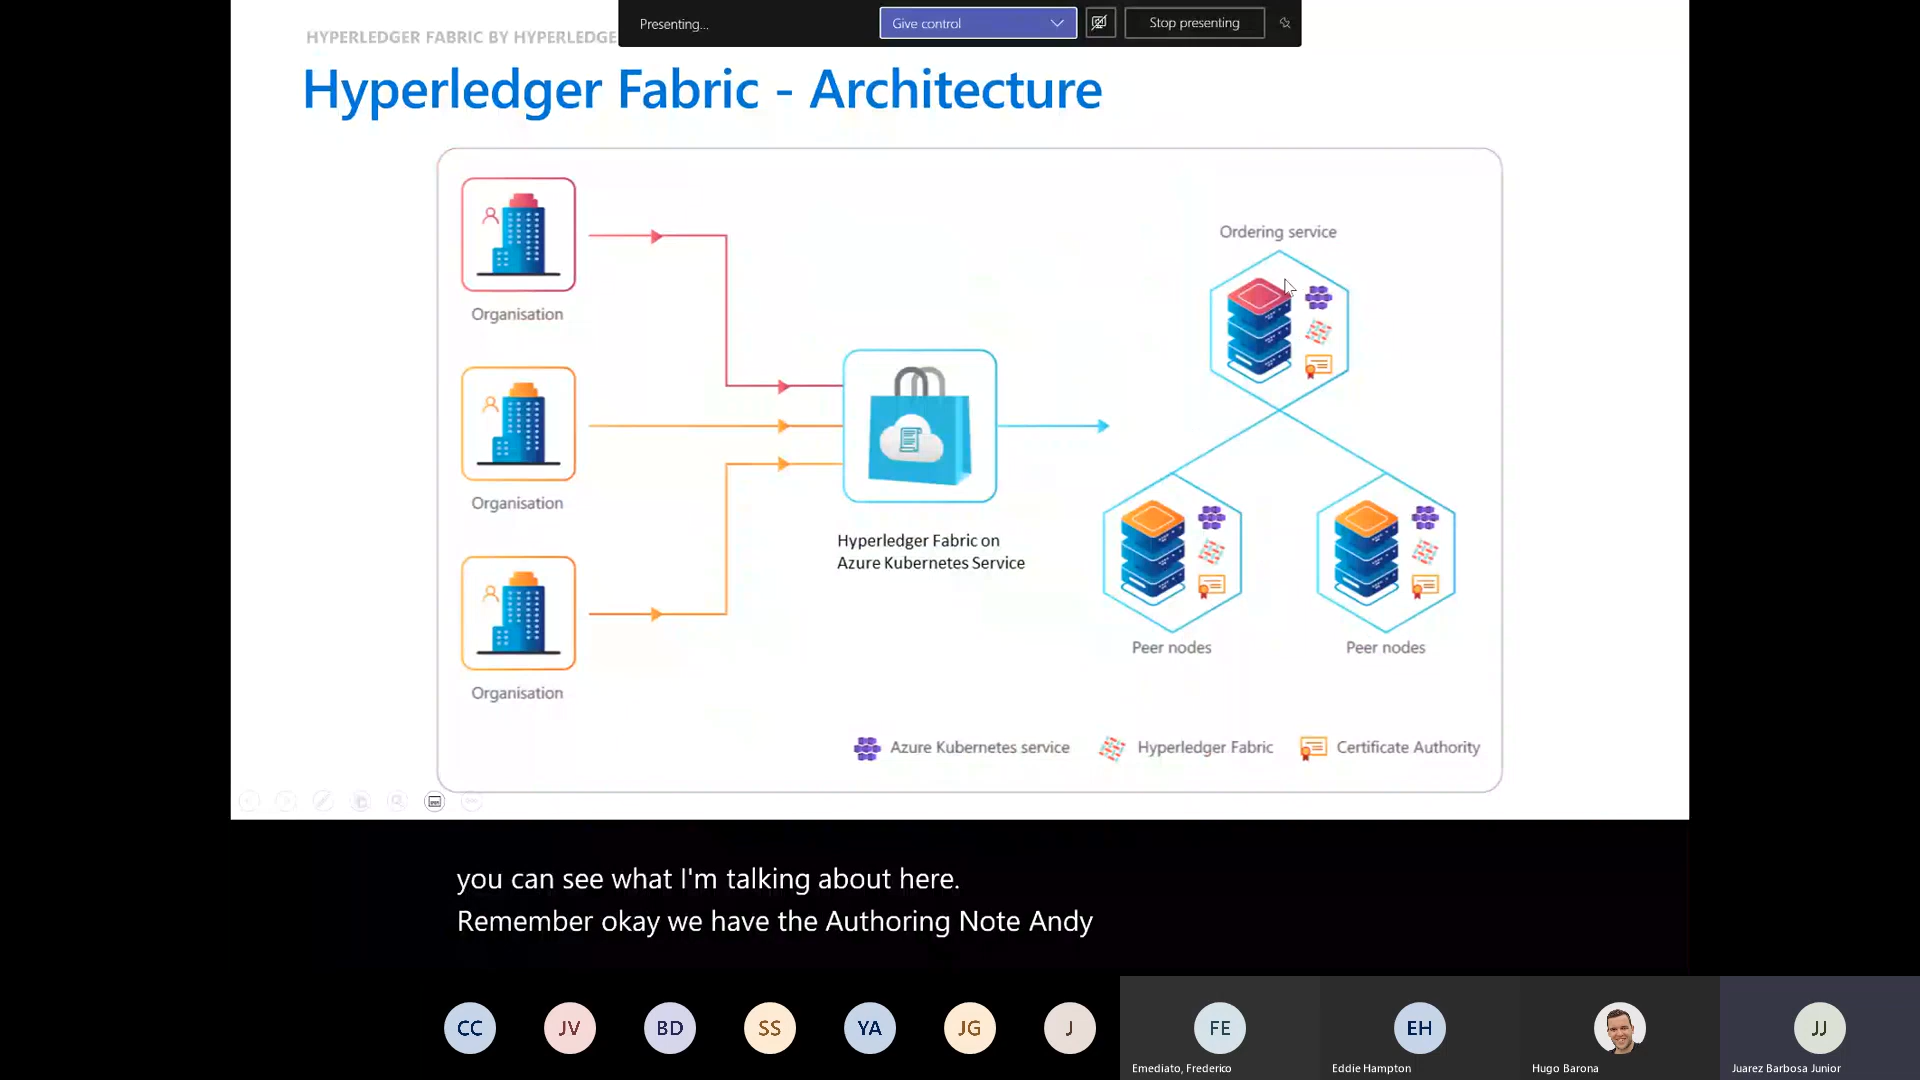 HYPERLEDGER FABRIC BY HYPERLEDGE
Presenting...
Give control
Stop presenting
Hyperledger Fabric - Architecture
Organisation
Organisation
Organisation
Hyperledger Fabric on
Azure Kubernetes Service
Ordering service
Peer nodes
Peer nodes
Azure Kubernetes service
Hyperledger Fabric
Certificate Authority
you can see what I'm talking about here.
Remember okay we have the Authoring Note Andy
CC
JV
BD
SS
YA
JG
J
FE
EH
JJ
Emediato, Frederico
Eddie Hampton
Hugo Barona
Juarez Barbosa Junior